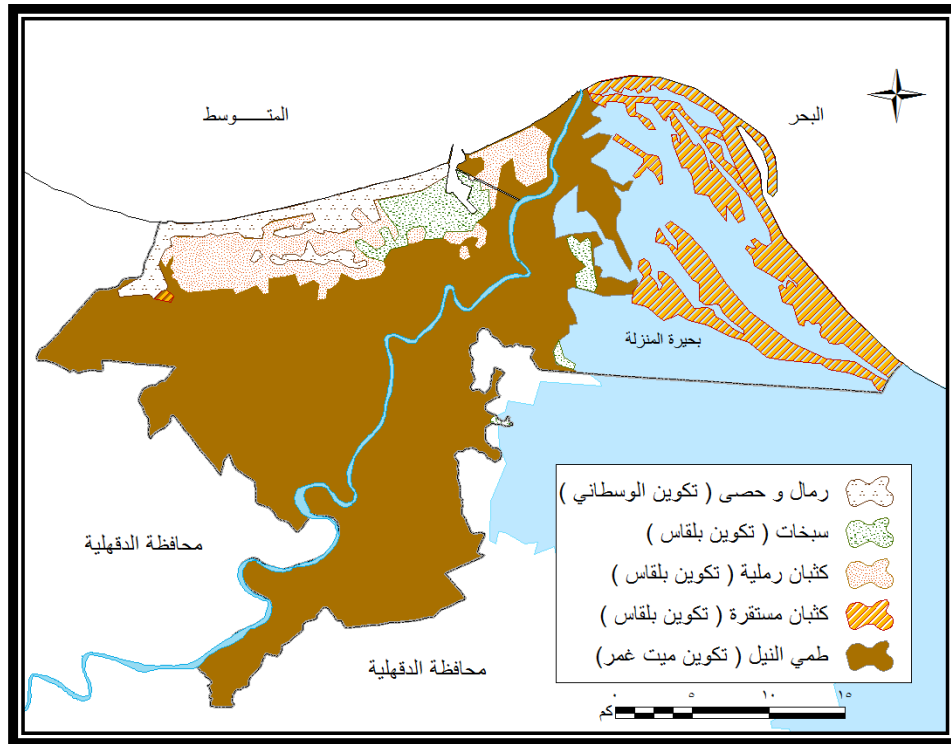 البحر
المتـــــوسط
بحيرة المنزلة
محافظة الدقهلية
محافظة الدقهلية
رمال و حصى ( تكوين الوسطاني )
سبخات ( تكوين بلقاس )
كثبان رملية ( تكوين بلقاس )
كثبان مستقرة ( تكوين بلقاس )
طمي النيل ( تكوين ميت غمر)
٠ ٥ ١٠ ١٥
كم